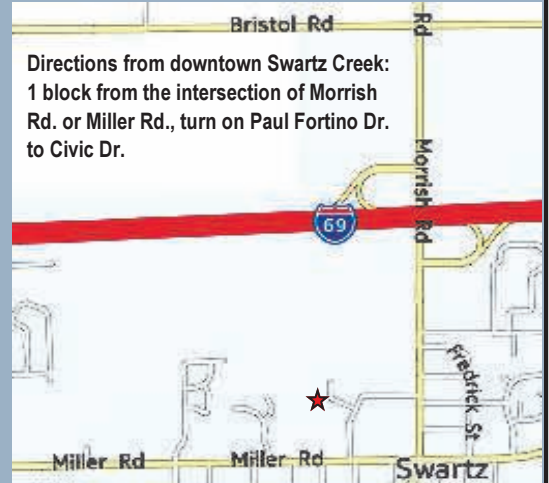 Bristol Rd
Rd
Directions from downtown Swartz Creek:
1 block from the intersection of Morrish
Rd. or Miller Rd., turn on Paul Fortino Dr.
to Civic Dr.
Morrish Rd
69
Fredrick St
Miller Rd
Miller Rd
Swartz